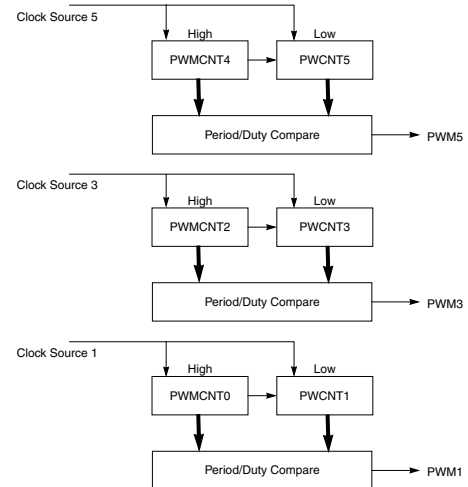 Clock Source 5
High Low
PWMCNT4 PWCNT5
Period/Duty Compare PWM5
Clock Source 3
High Low
PWMCNT2 PWCNT3
Period/Duty Compare PWM3
Clock Source 1
High Low
PWMCNT0 PWCNT1
Period/Duty Compare PWM1